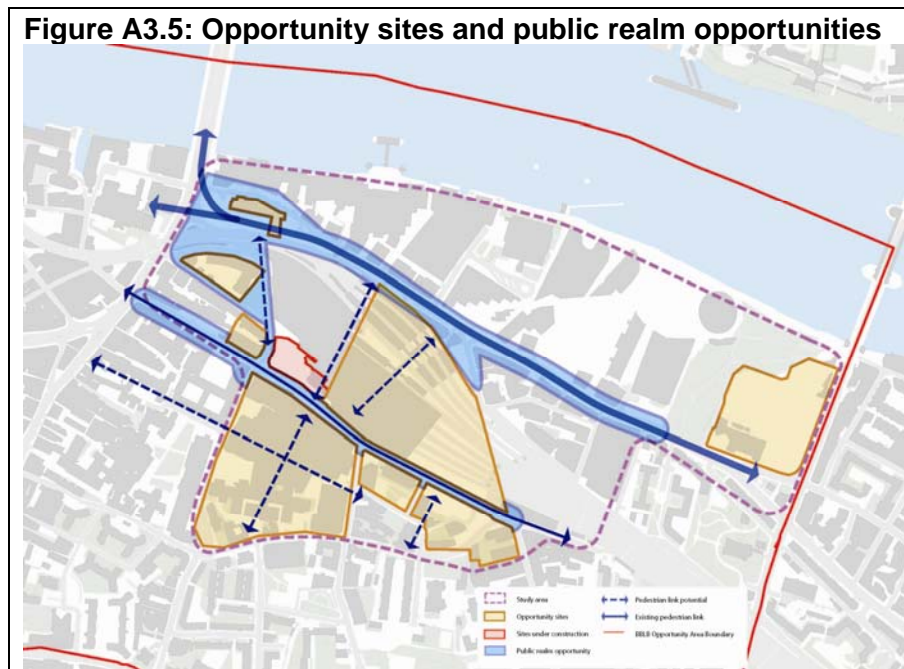 Figure A3.5: Opportunity sites and public realm opportunities
Study area
Opportunity sites
Sites under construction
Public realm opportunity
Pedestrian link potential
Existing pedestrian link
BBLB Opportunity Area Boundary